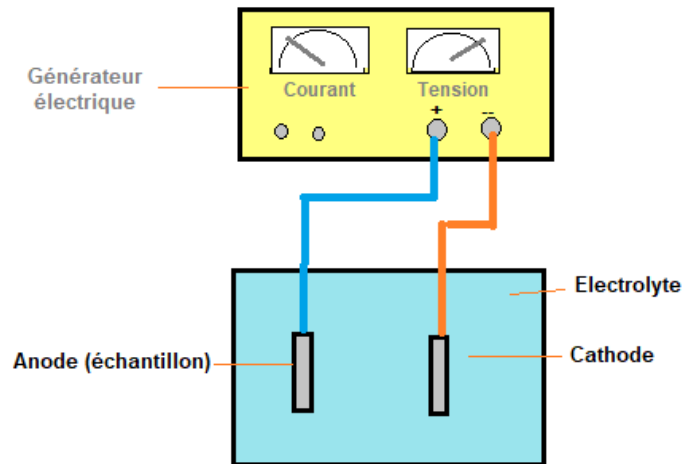 Générateur
électrique
Courant
Tension
+
--
Electrolyte
Anode (échantillon)
Cathode